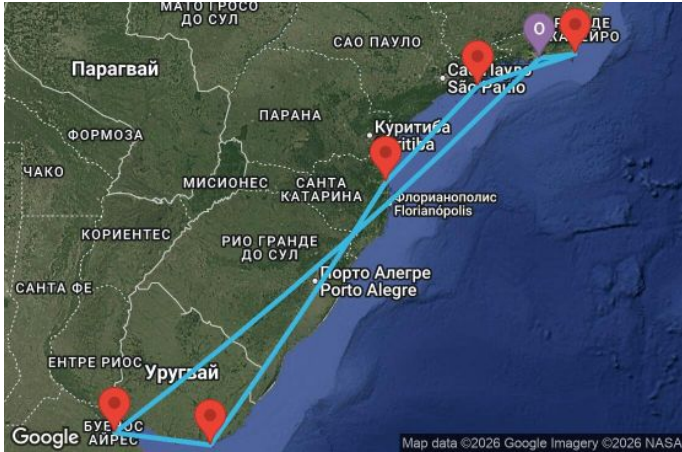 МАТО ГРОСО
ДО СУЛ
О
САО ПАУЛО
Парагвай
São Paulo
ПАРАНА
ФОРМОЗА
Куритиба
ЧАКО
МИСИОНЕС
САНТА
КАТАРИНА
Флорианополис
Florianópolis
КОРИЕНТЕС
РИО ГРАНДЕ
ДО СУЛ
Порто Алегре
Porto Alegre
САНТА ФЕ
ЕНТРЕ РИОС
Уругвай
АЙРЕС
Google
Map data ©2026 Google Imagery ©2026 NASA